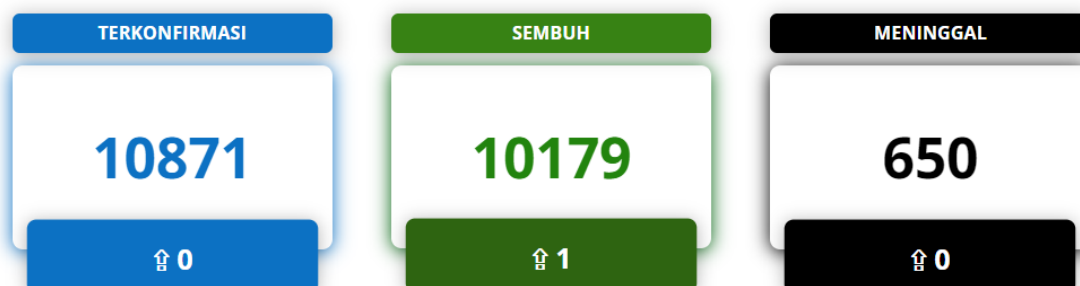 TERKONFIRMASI
SEMBUH
MENINGGAL
10871
10179
650
⇪ 0
⇪ 1
⇪ 0